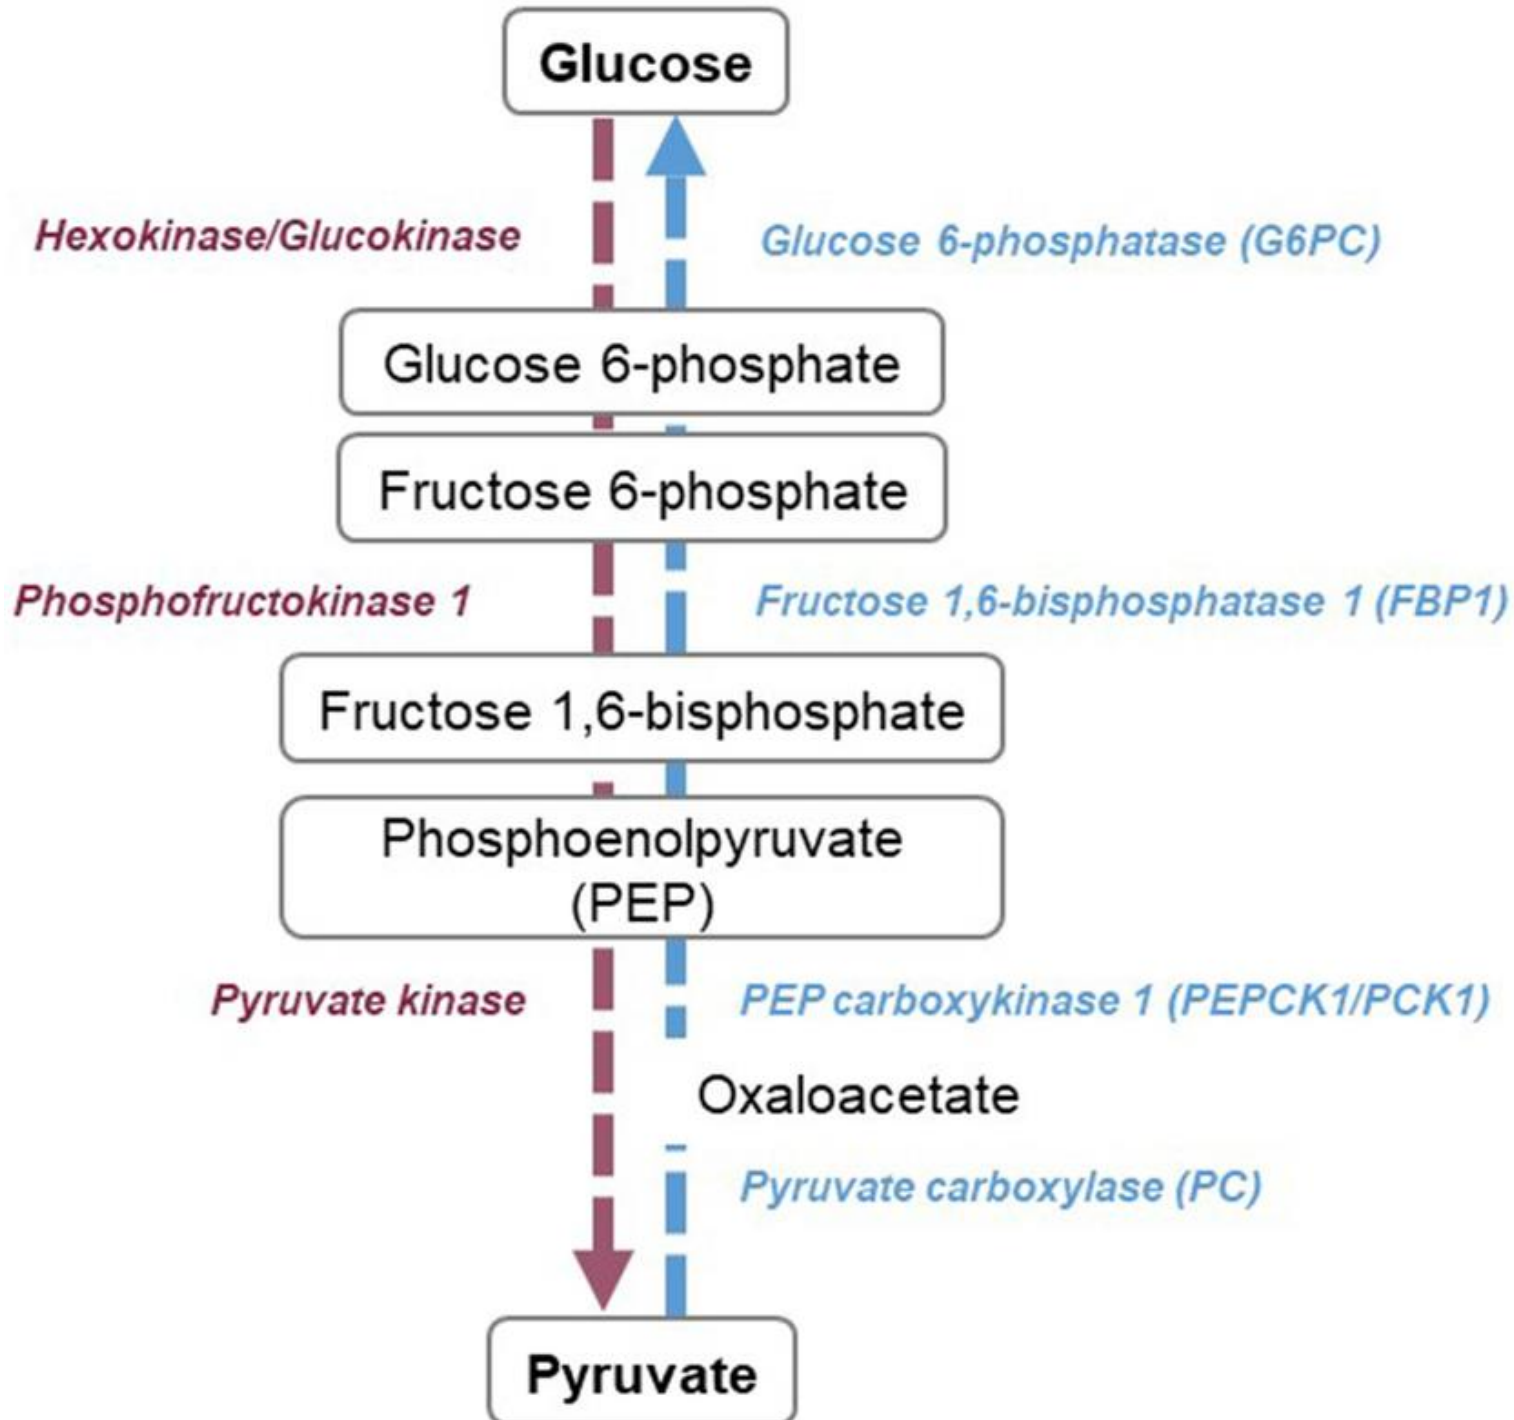 Glucose
Hexokinase/Glucokinase
Glucose 6-phosphatase (G6PC)
Glucose 6-phosphate
Fructose 6-phosphate
Phosphofructokinase 1
Fructose 1,6-bisphosphatase 1 (FBP1)
Fructose 1,6-bisphosphate
Phosphoenolpyruvate
(PEP)
Pyruvate kinase
PEP carboxykinase 1 (PEPCK1/PCK1)
Oxaloacetate
Pyruvate carboxylase (PC)
Pyruvate